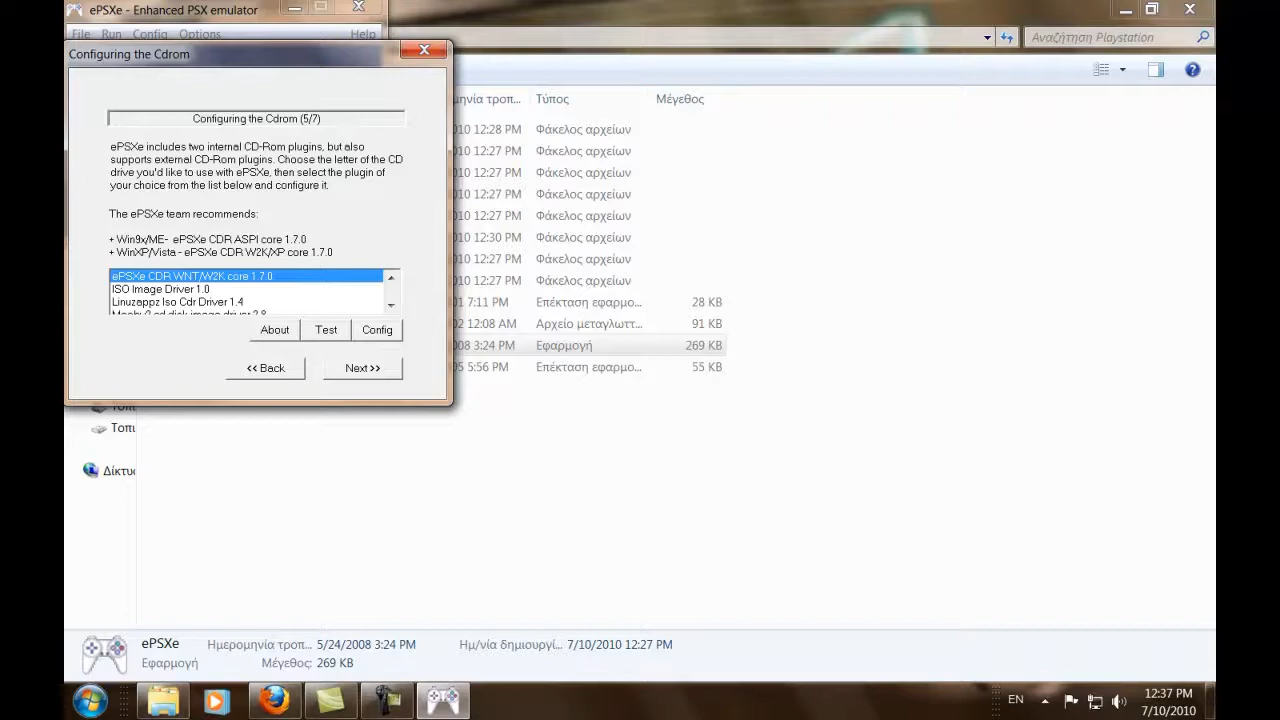 ePSXe - Enhanced PSX emulator
File Run Config Options Help
Αναζήτηση Playstation
Configuring the Cdrom
Configuring the Cdrom (5/7)
ePSXe includes two internal CD-Rom plugins, but also
supports external CD-Rom plugins. Choose the letter of the CD
drive you'd like to use with ePSXe, then select the plugin of
your choice from the list below and configure it.
The ePSXe team recommends:
+ Win9x/ME- ePSXe CDR ASPI core 1.7.0
+ WinXP/Vista - ePSXe CDR W2K/XP core 1.7.0
ePSXe CDR WNT/W2K core 1.7.0
ISO Image Driver 1.0
Linuzappz Iso Cdr Driver 1.4
About Test Config
<< Back Next >>
μηνία τροπ... Τύπος Μέγεθος
010 12:28 PM Φάκελος αρχείων
010 12:27 PM Φάκελος αρχείων
010 12:27 PM Φάκελος αρχείων
010 12:27 PM Φάκελος αρχείων
010 12:27 PM Φάκελος αρχείων
010 12:30 PM Φάκελος αρχείων
010 12:27 PM Φάκελος αρχείων
010 12:27 PM Φάκελος αρχείων
01 7:11 PM Επέκταση εφαρμο... 28 KB
02 12:08 AM Αρχείο μεταγλωττ... 91 KB
008 3:24 PM Εφαρμογή 269 KB
05 5:56 PM Επέκταση εφαρμο... 55 KB
Τοπι
Δίκτυο
ePSXe Ημερομηνία τροπ... 5/24/2008 3:24 PM Ημ/νία δημιουργί... 7/10/2010 12:27 PM
Εφαρμογή Μέγεθος: 269 KB
EN
12:37 PM
7/10/2010